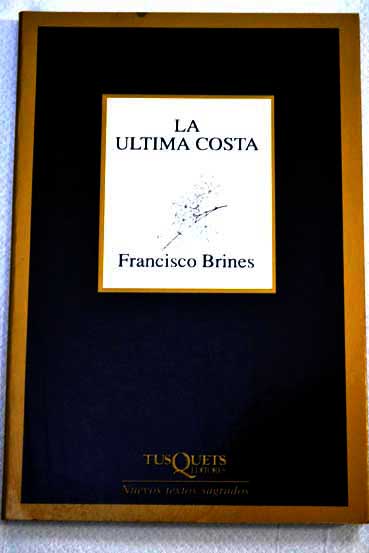 LA
ULTIMA COSTA
Francisco Brines
TUSQUETS
EDITORES
Nuevos textos sagrados